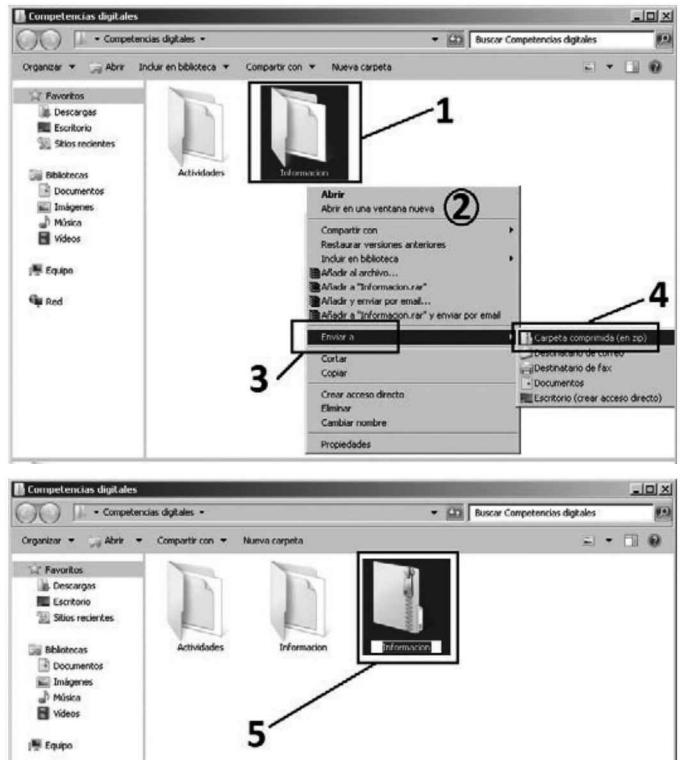 Competencias digitales
Competencias digitales
Buscar Competencias digitales
Organizar Abrir Incluir en biblioteca Compartir con Nueva carpeta
Favoritos
Descargas
Escritorio
Sitios recientes
Bibliotecas
Documentos
Imágenes
Música
Vídeos
Equipo
Red
Actividades
Informacion
1
Abrir
Abrir en una ventana nueva
2
Compartir con
Restaurar versiones anteriores
Incluir en biblioteca
Añadir al archivo...
Añadir a "Informacion.rar"
Añadir y enviar por email...
Añadir a "Informacion.rar" y enviar por email
Enviar a
3
Cortar
Copiar
Crear acceso directo
Eliminar
Cambiar nombre
Propiedades
4
Carpeta comprimida (en zip)
Destinatario de correo
Destinatario de fax
Documentos
Escritorio (crear acceso directo)
Competencias digitales
Competencias digitales
Buscar Competencias digitales
Organizar Abrir Compartir con Nueva carpeta
Favoritos
Descargas
Escritorio
Sitios recientes
Bibliotecas
Documentos
Imágenes
Música
Vídeos
Equipo
Actividades
Informacion
Informacion
5